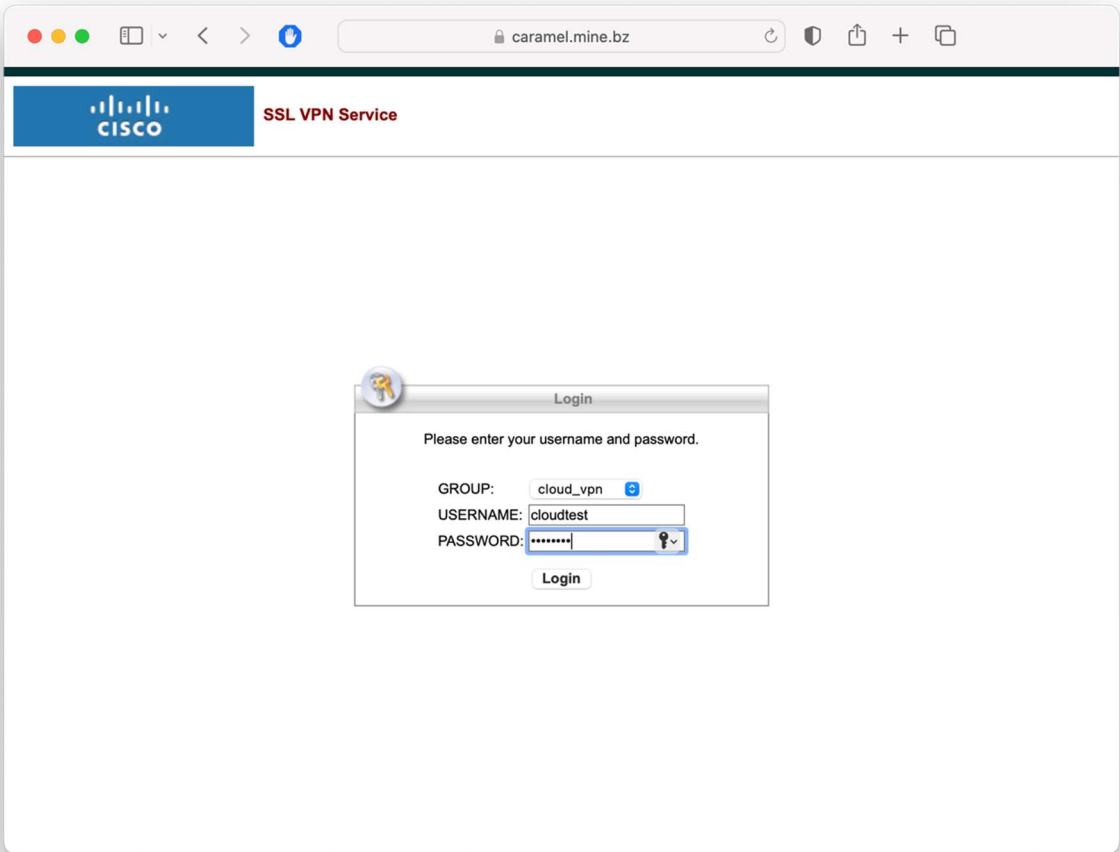 caramel.mine.bz
CISCO
SSL VPN Service
Login
Please enter your username and password.
GROUP: cloud_vpn
USERNAME: cloudtest
PASSWORD: ••••••••
Login